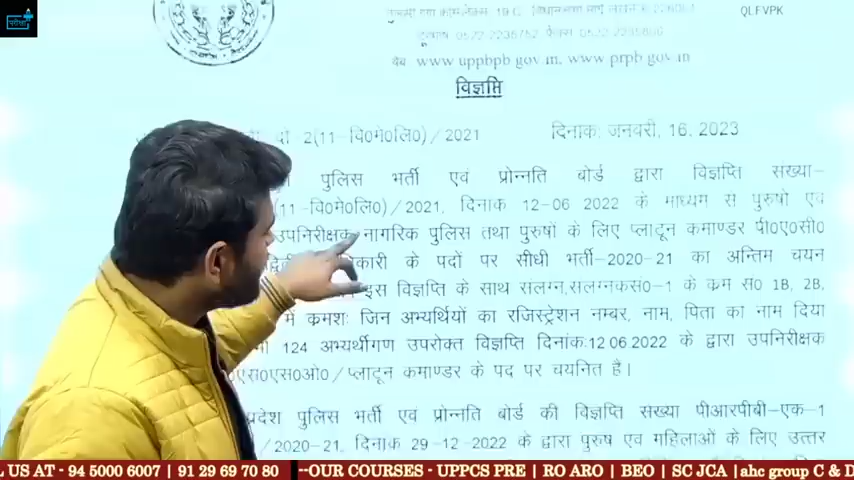 परीक्षा
QLFVPK
वेब www.uppbpb gov in, www prpb gov in
विज्ञप्ति
2(11-वि0मे0लि0)/2021 दिनाक: जनवरी, 16, 2023
पुलिस भर्ती एवं प्रोन्नति बोर्ड द्वारा विज्ञप्ति सख्या-
(11-वि0मे0लि0)/2021, दिनाक 12-06 2022 के माध्यम से पुरुषो एव
उपनिरीक्षक नागरिक पुलिस तथा पुरुषों के लिए प्लाटून कमाण्डर पी0ए0सी0
के पदों पर सीधी भर्ती-2020-21 का अन्तिम चयन
इस विज्ञप्ति के साथ संलग्न,सलग्नकसं0-1 के क्रम स0 1B, 2B,
में क्रमशः जिन अभ्यर्थियों का रजिस्ट्रेशन नम्बर, नाम, पिता का नाम दिया
124 अभ्यर्थीगण उपरोक्त विज्ञप्ति दिनांक:12 06.2022 के द्वारा उपनिरीक्षक
एस0एस0ओ0/प्लाटून कमाण्डर के पद पर चयनित हैं।
प्रदेश पुलिस भर्ती एवं प्रोन्नति बोर्ड की विज्ञप्ति संख्या पीआरपीबी-एक-1
/2020-21, दिनाक 29-12-2022 के द्वारा पुरुष एव महिलाओं के लिए उत्तर
L US AT - 94 5000 6007 | 91 29 69 70 80 --OUR COURSES - UPPCS PRE | RO ARO | BEO | SC JCA |ahc group C & D